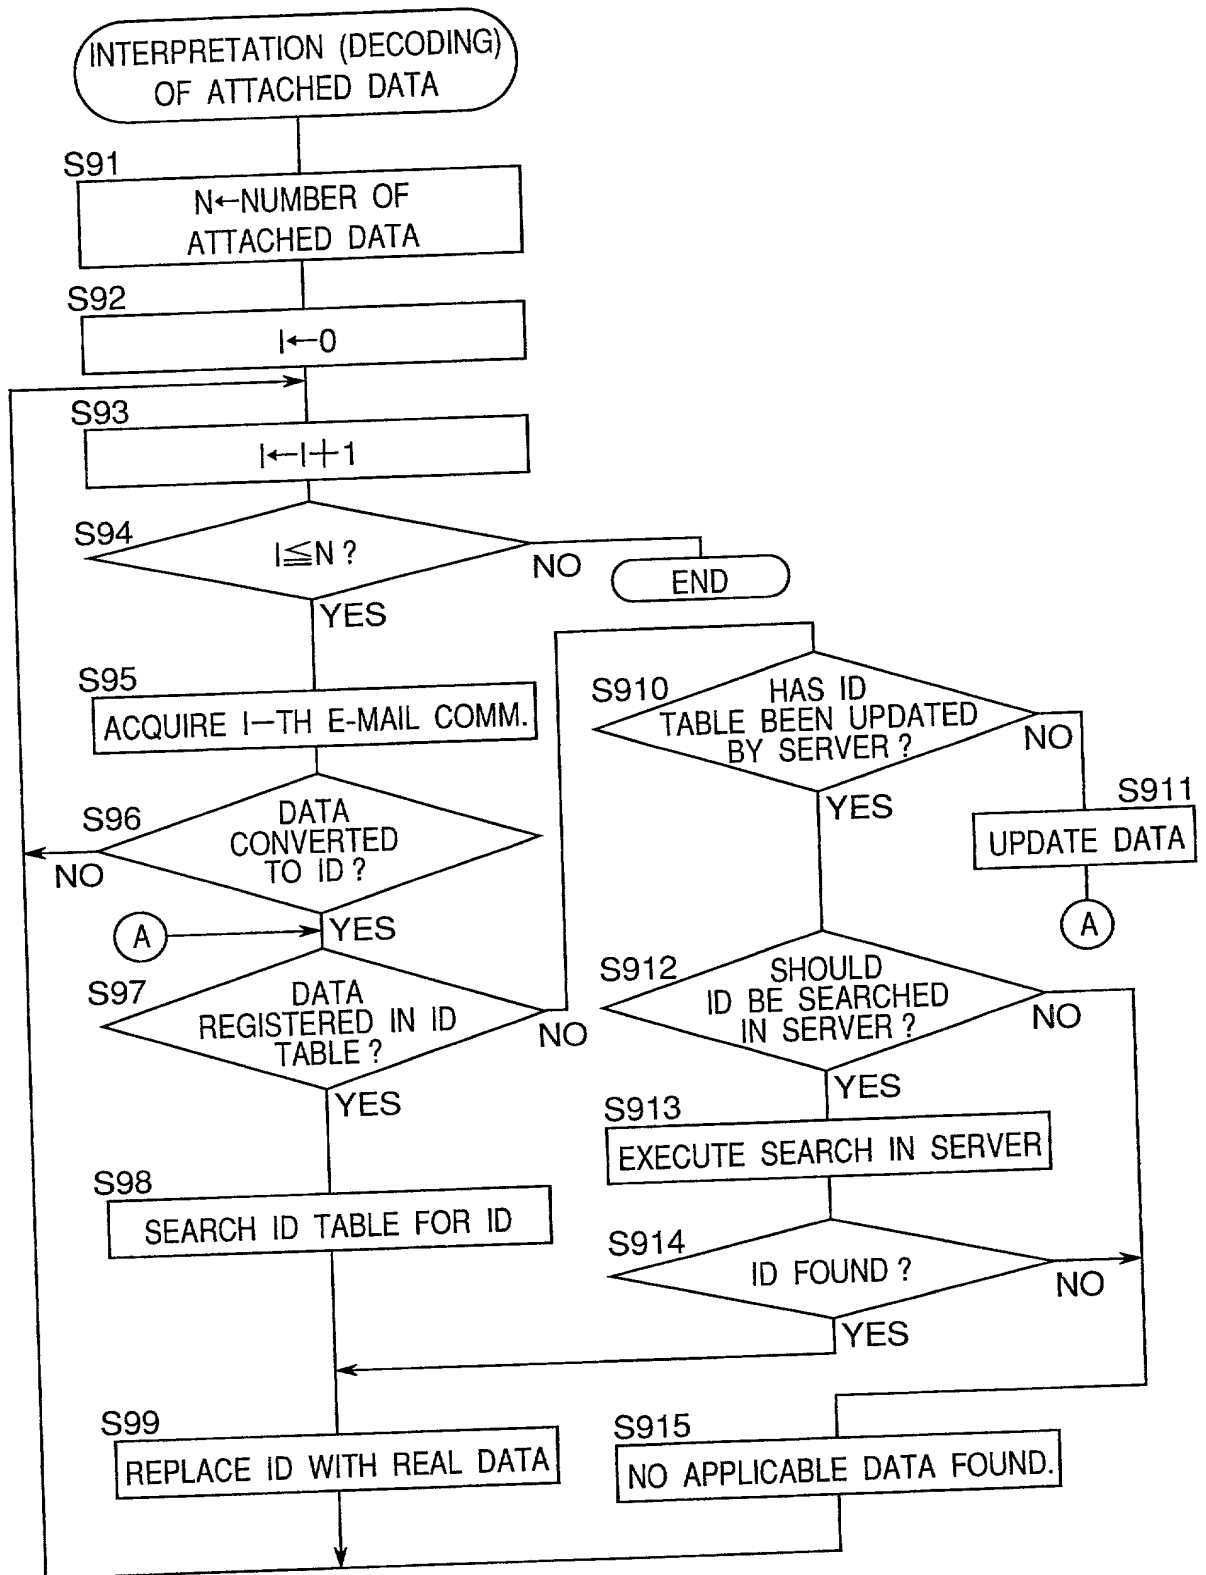 INTERPRETATION (DECODING)
OF ATTACHED DATA
S91
N←NUMBER OF
ATTACHED DATA
S92
I←0
S93
I←I+1
S94
I≦N?
NO
END
YES
S95
ACQUIRE I-TH E-MAIL COMM.
S96
DATA
CONVERTED
TO ID?
NO
YES
A
S97
DATA
REGISTERED IN ID
TABLE?
NO
YES
S98
SEARCH ID TABLE FOR ID
S99
REPLACE ID WITH REAL DATA
S910
HAS ID
TABLE BEEN UPDATED
BY SERVER?
NO
YES
S911
UPDATE DATA
A
S912
SHOULD
ID BE SEARCHED
IN SERVER?
NO
YES
S913
EXECUTE SEARCH IN SERVER
S914
ID FOUND?
NO
YES
S915
NO APPLICABLE DATA FOUND.